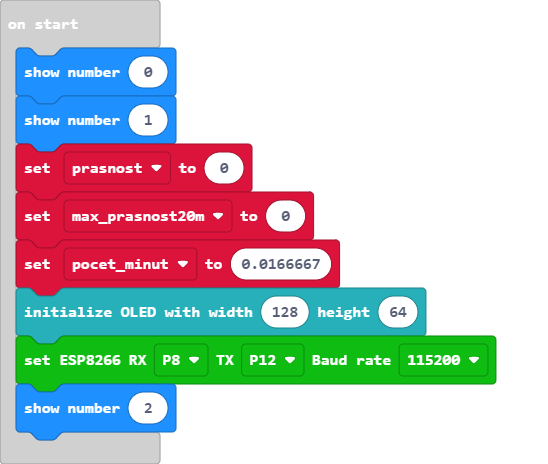 on start
show number 0
show number 1
set prasnost to 0
set max_prasnost20m to 0
set pocet_minut to 0.0166667
initialize OLED with width 128 height 64
set ESP8266 RX P8 TX P12 Baud rate 115200
show number 2